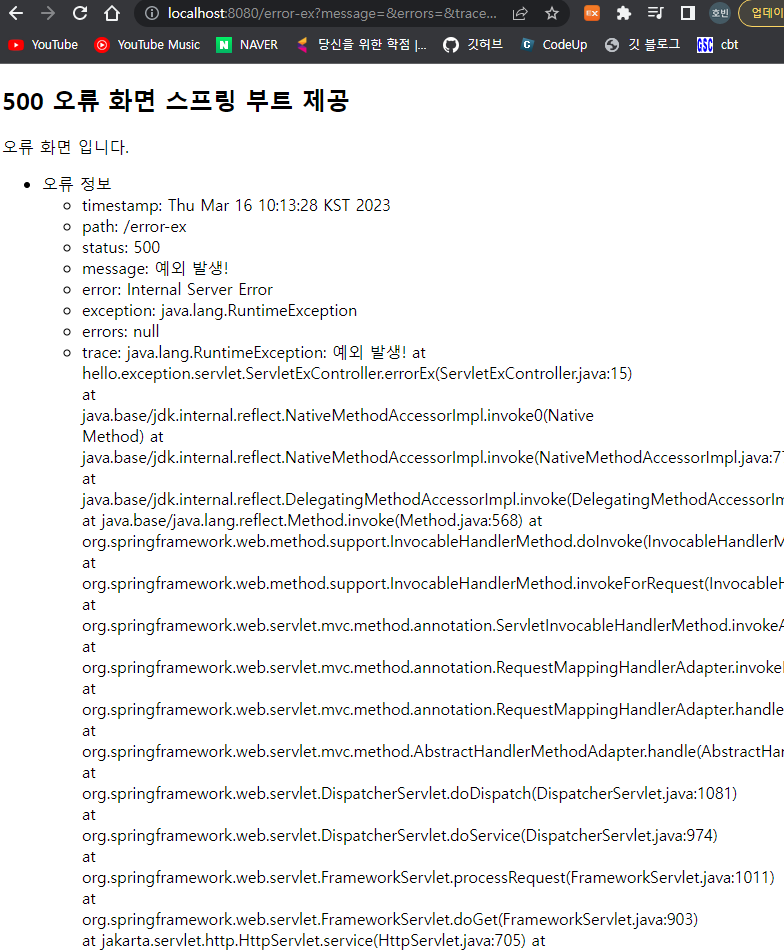 localhost:8080/error-ex?message=&errors=&trace...
호빈
업데이
YouTube YouTube Music NAVER 당신을 위한 학점 |... 깃허브 CodeUp 깃 블로그 cbt
500 오류 화면 스프링 부트 제공
오류 화면 입니다.
오류 정보
timestamp: Thu Mar 16 10:13:28 KST 2023
path: /error-ex
status: 500
message: 예외 발생!
error: Internal Server Error
exception: java.lang.RuntimeException
errors: null
trace: java.lang.RuntimeException: 예외 발생! at
hello.exception.servlet.ServletExController.errorEx(ServletExController.java:15)
at
java.base/jdk.internal.reflect.NativeMethodAccessorImpl.invoke0(Native
Method) at
java.base/jdk.internal.reflect.NativeMethodAccessorImpl.invoke(NativeMethodAccessorImpl.java:77
at
java.base/jdk.internal.reflect.DelegatingMethodAccessorImpl.invoke(DelegatingMethodAccessorIm
at java.base/java.lang.reflect.Method.invoke(Method.java:568) at
org.springframework.web.method.support.InvocableHandlerMethod.doInvoke(InvocableHandlerM
at
org.springframework.web.method.support.InvocableHandlerMethod.invokeForRequest(InvocableH
at
org.springframework.web.servlet.mvc.method.annotation.ServletInvocableHandlerMethod.invokeA
at
org.springframework.web.servlet.mvc.method.annotation.RequestMappingHandlerAdapter.invokeH
at
org.springframework.web.servlet.mvc.method.annotation.RequestMappingHandlerAdapter.handle
at
org.springframework.web.servlet.mvc.method.AbstractHandlerMethodAdapter.handle(AbstractHan
at
org.springframework.web.servlet.DispatcherServlet.doDispatch(DispatcherServlet.java:1081)
at
org.springframework.web.servlet.DispatcherServlet.doService(DispatcherServlet.java:974)
at
org.springframework.web.servlet.FrameworkServlet.processRequest(FrameworkServlet.java:1011)
at
org.springframework.web.servlet.FrameworkServlet.doGet(FrameworkServlet.java:903)
at jakarta.servlet.http.HttpServlet.service(HttpServlet.java:705) at